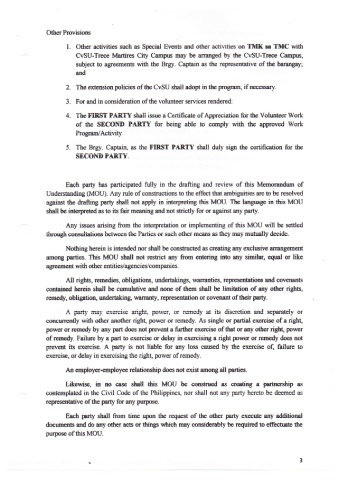 Other Provisions
1. Other activities such as Special Events and other activities on TMK sa TMC with
CvSU-Trece Martires City Campus may be arranged by the CvSU-Trece Campus,
subject to agreements with the Brgy. Captain as the representative of the barangay;
and
2. The extension policies of the CvSU shall adopt in the program, if necessary.
3. For and in consideration of the volunteer services rendered:
4. The FIRST PARTY shall issue a Certificate of Appreciation for the Volunteer Work
of the SECOND PARTY for being able to comply with the approved Work
Program/Activity
5. The Brgy. Captain, as the FIRST PARTY shall duly sign the certification for the
SECOND PARTY.
Each party has participated fully in the drafting and review of this Memorandum of
Understanding (MOU). Any rule of constructions to the effect that ambiguities are to be resolved
against the drafting party shall not apply in interpreting this MOU. The language in this MOU
shall be interpreted as to its fair meaning and not strictly for or against any party.
Any issues arising from the interpretation or implementing of this MOU will be settled
through consultations between the Parties or such other means as they may mutually decide.
Nothing herein is intended nor shall be constructed as creating any exclusive arrangement
among parties. This MOU shall not restrict any from entering into any similar, equal or like
agreement with other entities/agencies/companies.
All rights, remedies, obligations, undertakings, warranties, representations and covenants
contained herein shall be cumulative and none of them shall be limitation of any other rights,
remedy, obligation, undertaking, warranty, representation or covenant of their party.
A party may exercise aright, power, or remedy at its discretion and separately or
concurrently with other another right, power or remedy. As single or partial exercise of a right,
power or remedy by any part does not prevent a further exercise of that or any other right, power
of remedy. Failure by a part to exercise or delay in exercising a right power or remedy does not
prevent its exercise. A party is not liable for any loss caused by the exercise of, failure to
exercise, or delay in exercising the right, power of remedy.
An employer-employee relationship does not exist among all parties.
Likewise, in no case shall this MOU be construed as creating a partnership as
contemplated in the Civil Code of the Philippines, nor shall not any party hereto be deemed as
representative of the party for any purpose.
Each party shall from time upon the request of the other party execute any additional
documents and do any other acts or things which may considerably be required to effectuate the
purpose of this MOU.
3